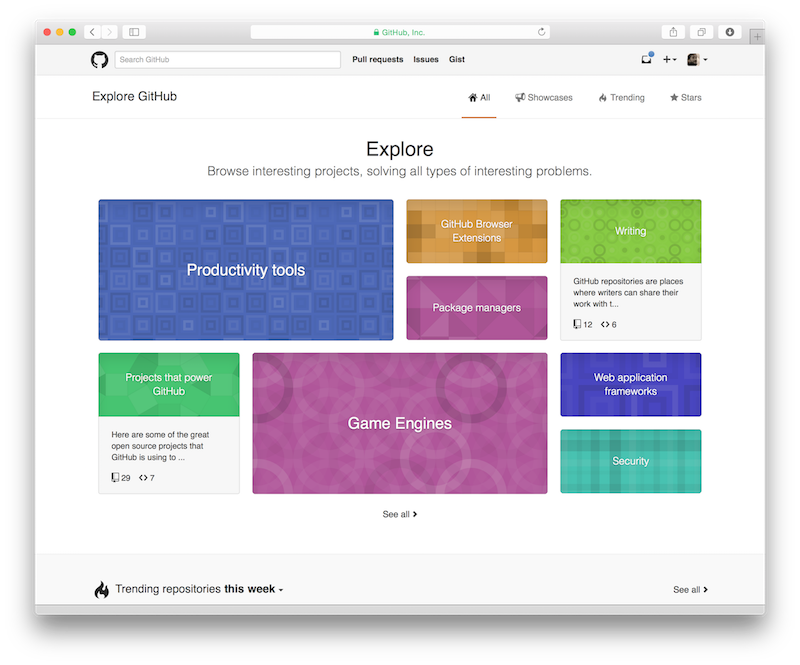 GitHub, Inc.
Search GitHub
Pull requests
Issues
Gist
Explore GitHub
All
Showcases
Trending
Stars
Explore
Browse interesting projects, solving all types of interesting problems.
Productivity tools
GitHub Browser
Extensions
Package managers
Writing
GitHub repositories are places
where writers can share their
work with t...
12
6
Projects that power
GitHub
Here are some of the great
open source projects that
GitHub is using to ...
29
7
Game Engines
Web application
frameworks
Security
See all
Trending repositories this week
See all